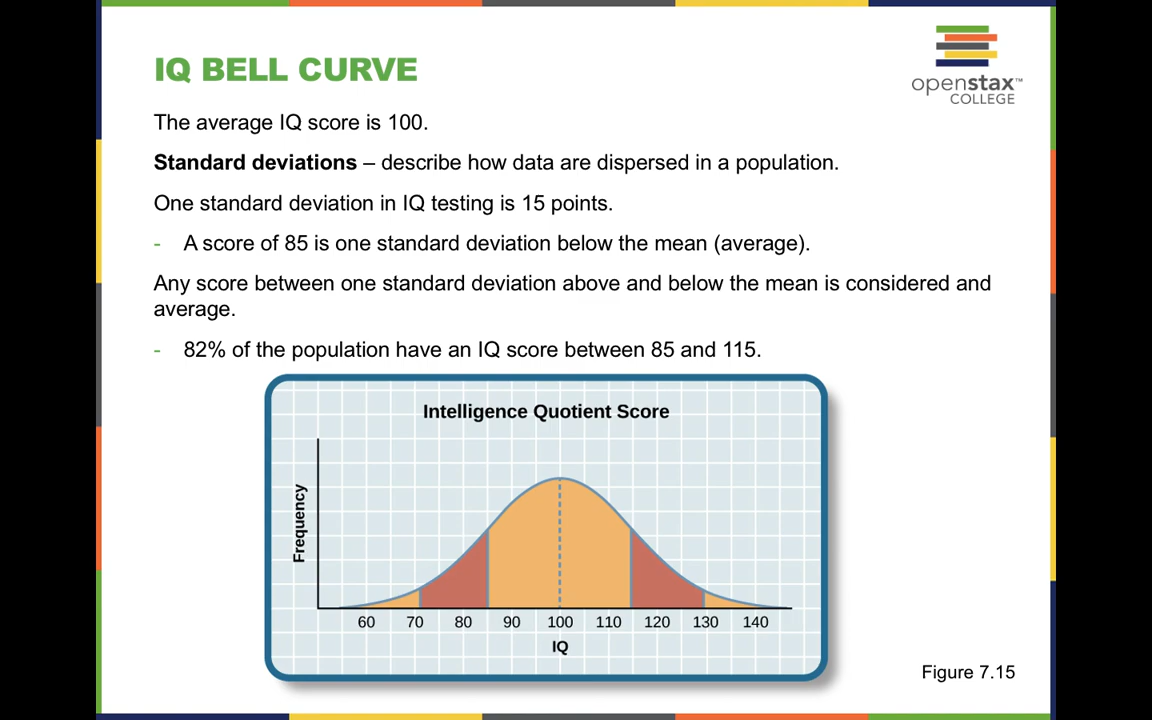 IQ BELL CURVE
openstax™
COLLEGE
The average IQ score is 100.
Standard deviations – describe how data are dispersed in a population.
One standard deviation in IQ testing is 15 points.
- A score of 85 is one standard deviation below the mean (average).
Any score between one standard deviation above and below the mean is considered and
average.
- 82% of the population have an IQ score between 85 and 115.
Intelligence Quotient Score
Frequency
60 70 80 90 100 110 120 130 140
IQ
Figure 7.15